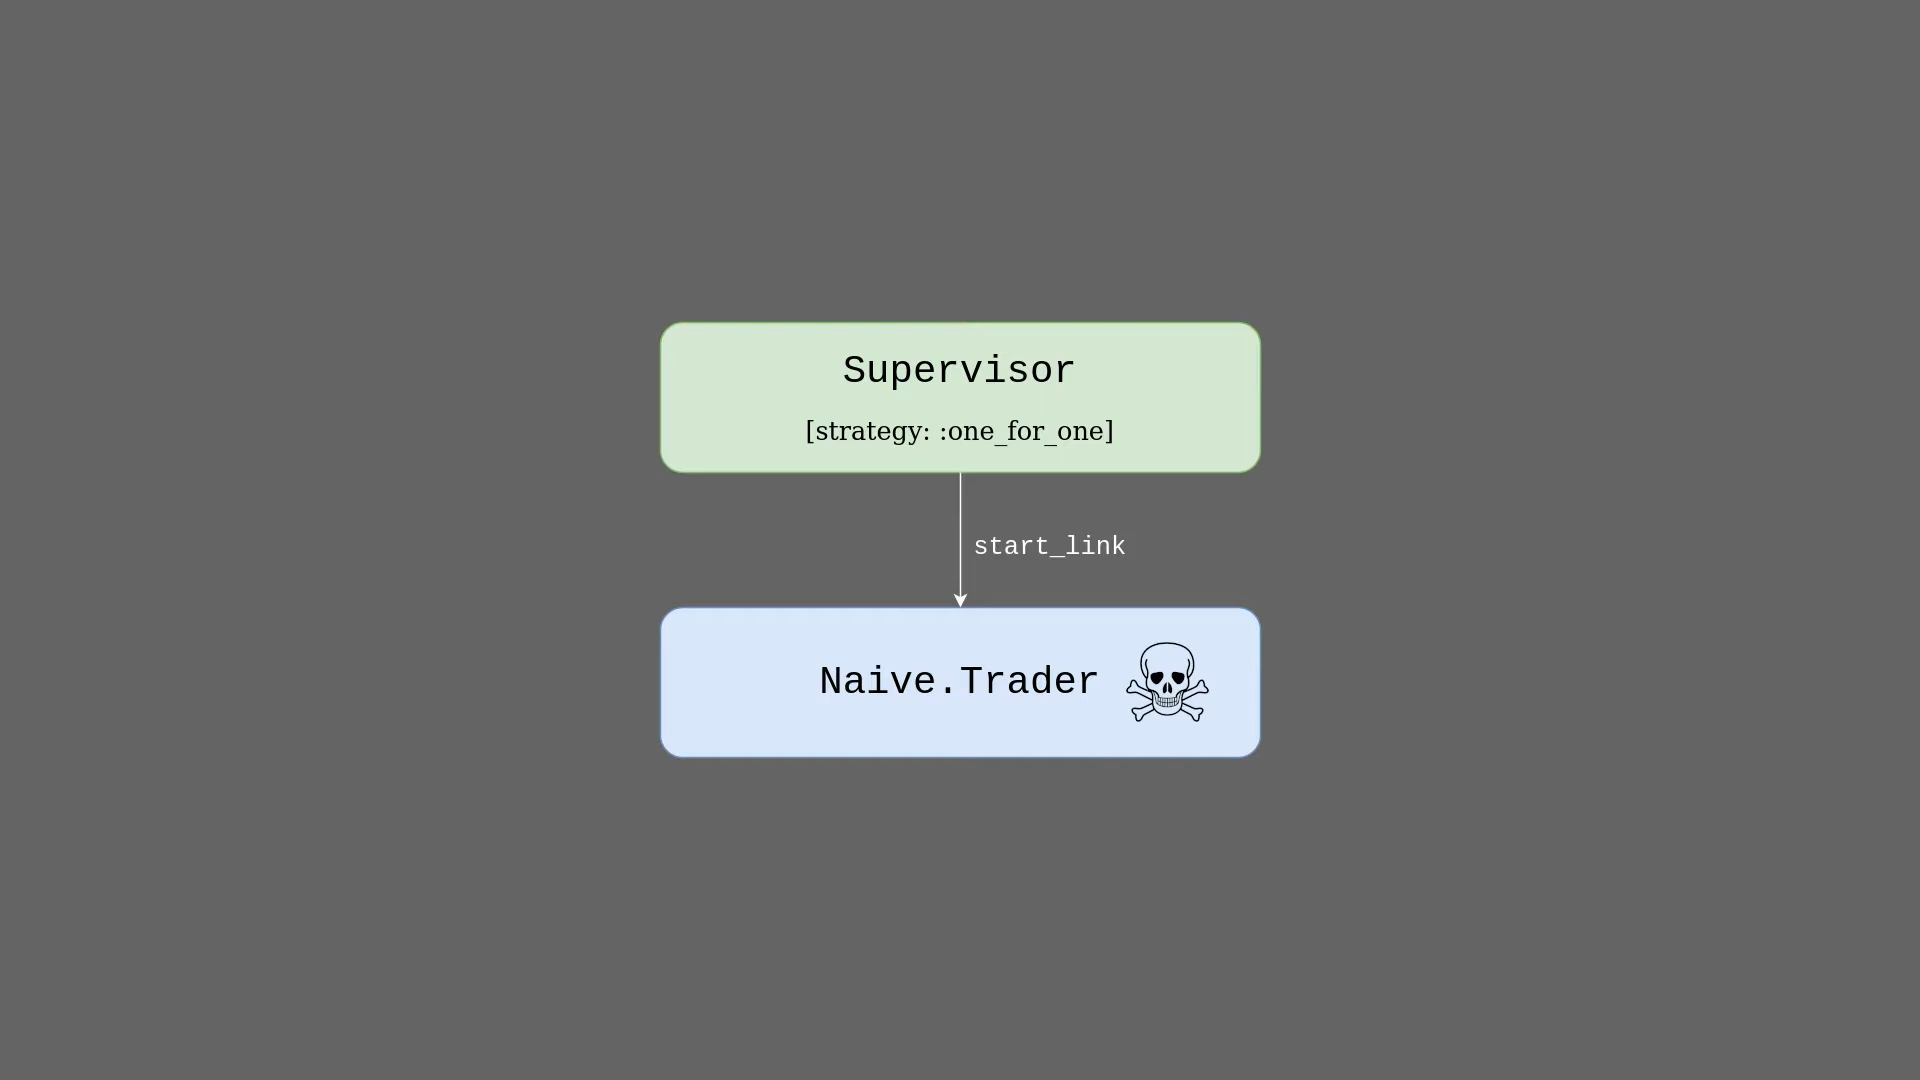 Supervisor
[strategy: :one_for_one]
start_link
Naive.Trader